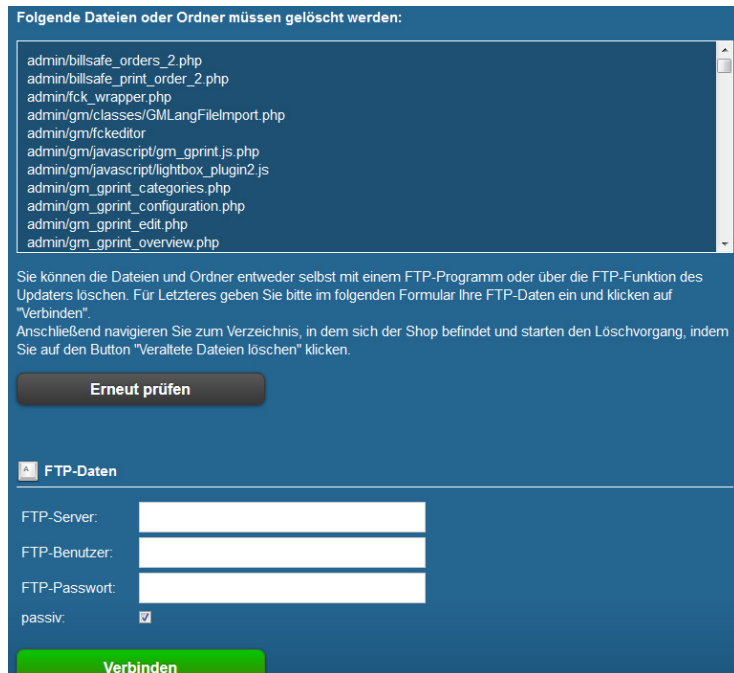 Folgende Dateien oder Ordner müssen gelöscht werden:
admin/billsafe_orders_2.php
admin/billsafe_print_order_2.php
admin/fck_wrapper.php
admin/gm/classes/GMLangFileImport.php
admin/gm/fckeditor
admin/gm/javascript/gm_gprint.js.php
admin/gm/javascript/lightbox_plugin2.js
admin/gm_gprint_categories.php
admin/gm_gprint_configuration.php
admin/gm_gprint_edit.php
admin/gm_gprint_overview.php
Sie können die Dateien und Ordner entweder selbst mit einem FTP-Programm oder über die FTP-Funktion des
Updaters löschen. Für Letzteres geben Sie bitte im folgenden Formular Ihre FTP-Daten ein und klicken auf
"Verbinden".
Anschließend navigieren Sie zum Verzeichnis, in dem sich der Shop befindet und starten den Löschvorgang, indem
Sie auf den Button "Veraltete Dateien löschen" klicken.
Erneut prüfen
A FTP-Daten
FTP-Server:
FTP-Benutzer:
FTP-Passwort:
passiv:
Verbinden